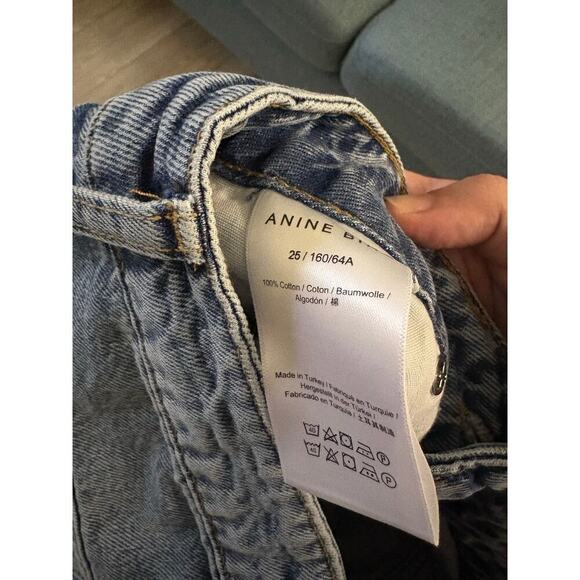 ANINE
25 / 160/64A
100% Cotton / Coton / Baumwolle /
Algodón / 棉
Made in Turkey / Fabriqué en Turquie /
Hergestellt in der Türkei /
Fabricado en Turquía / 土耳其制造